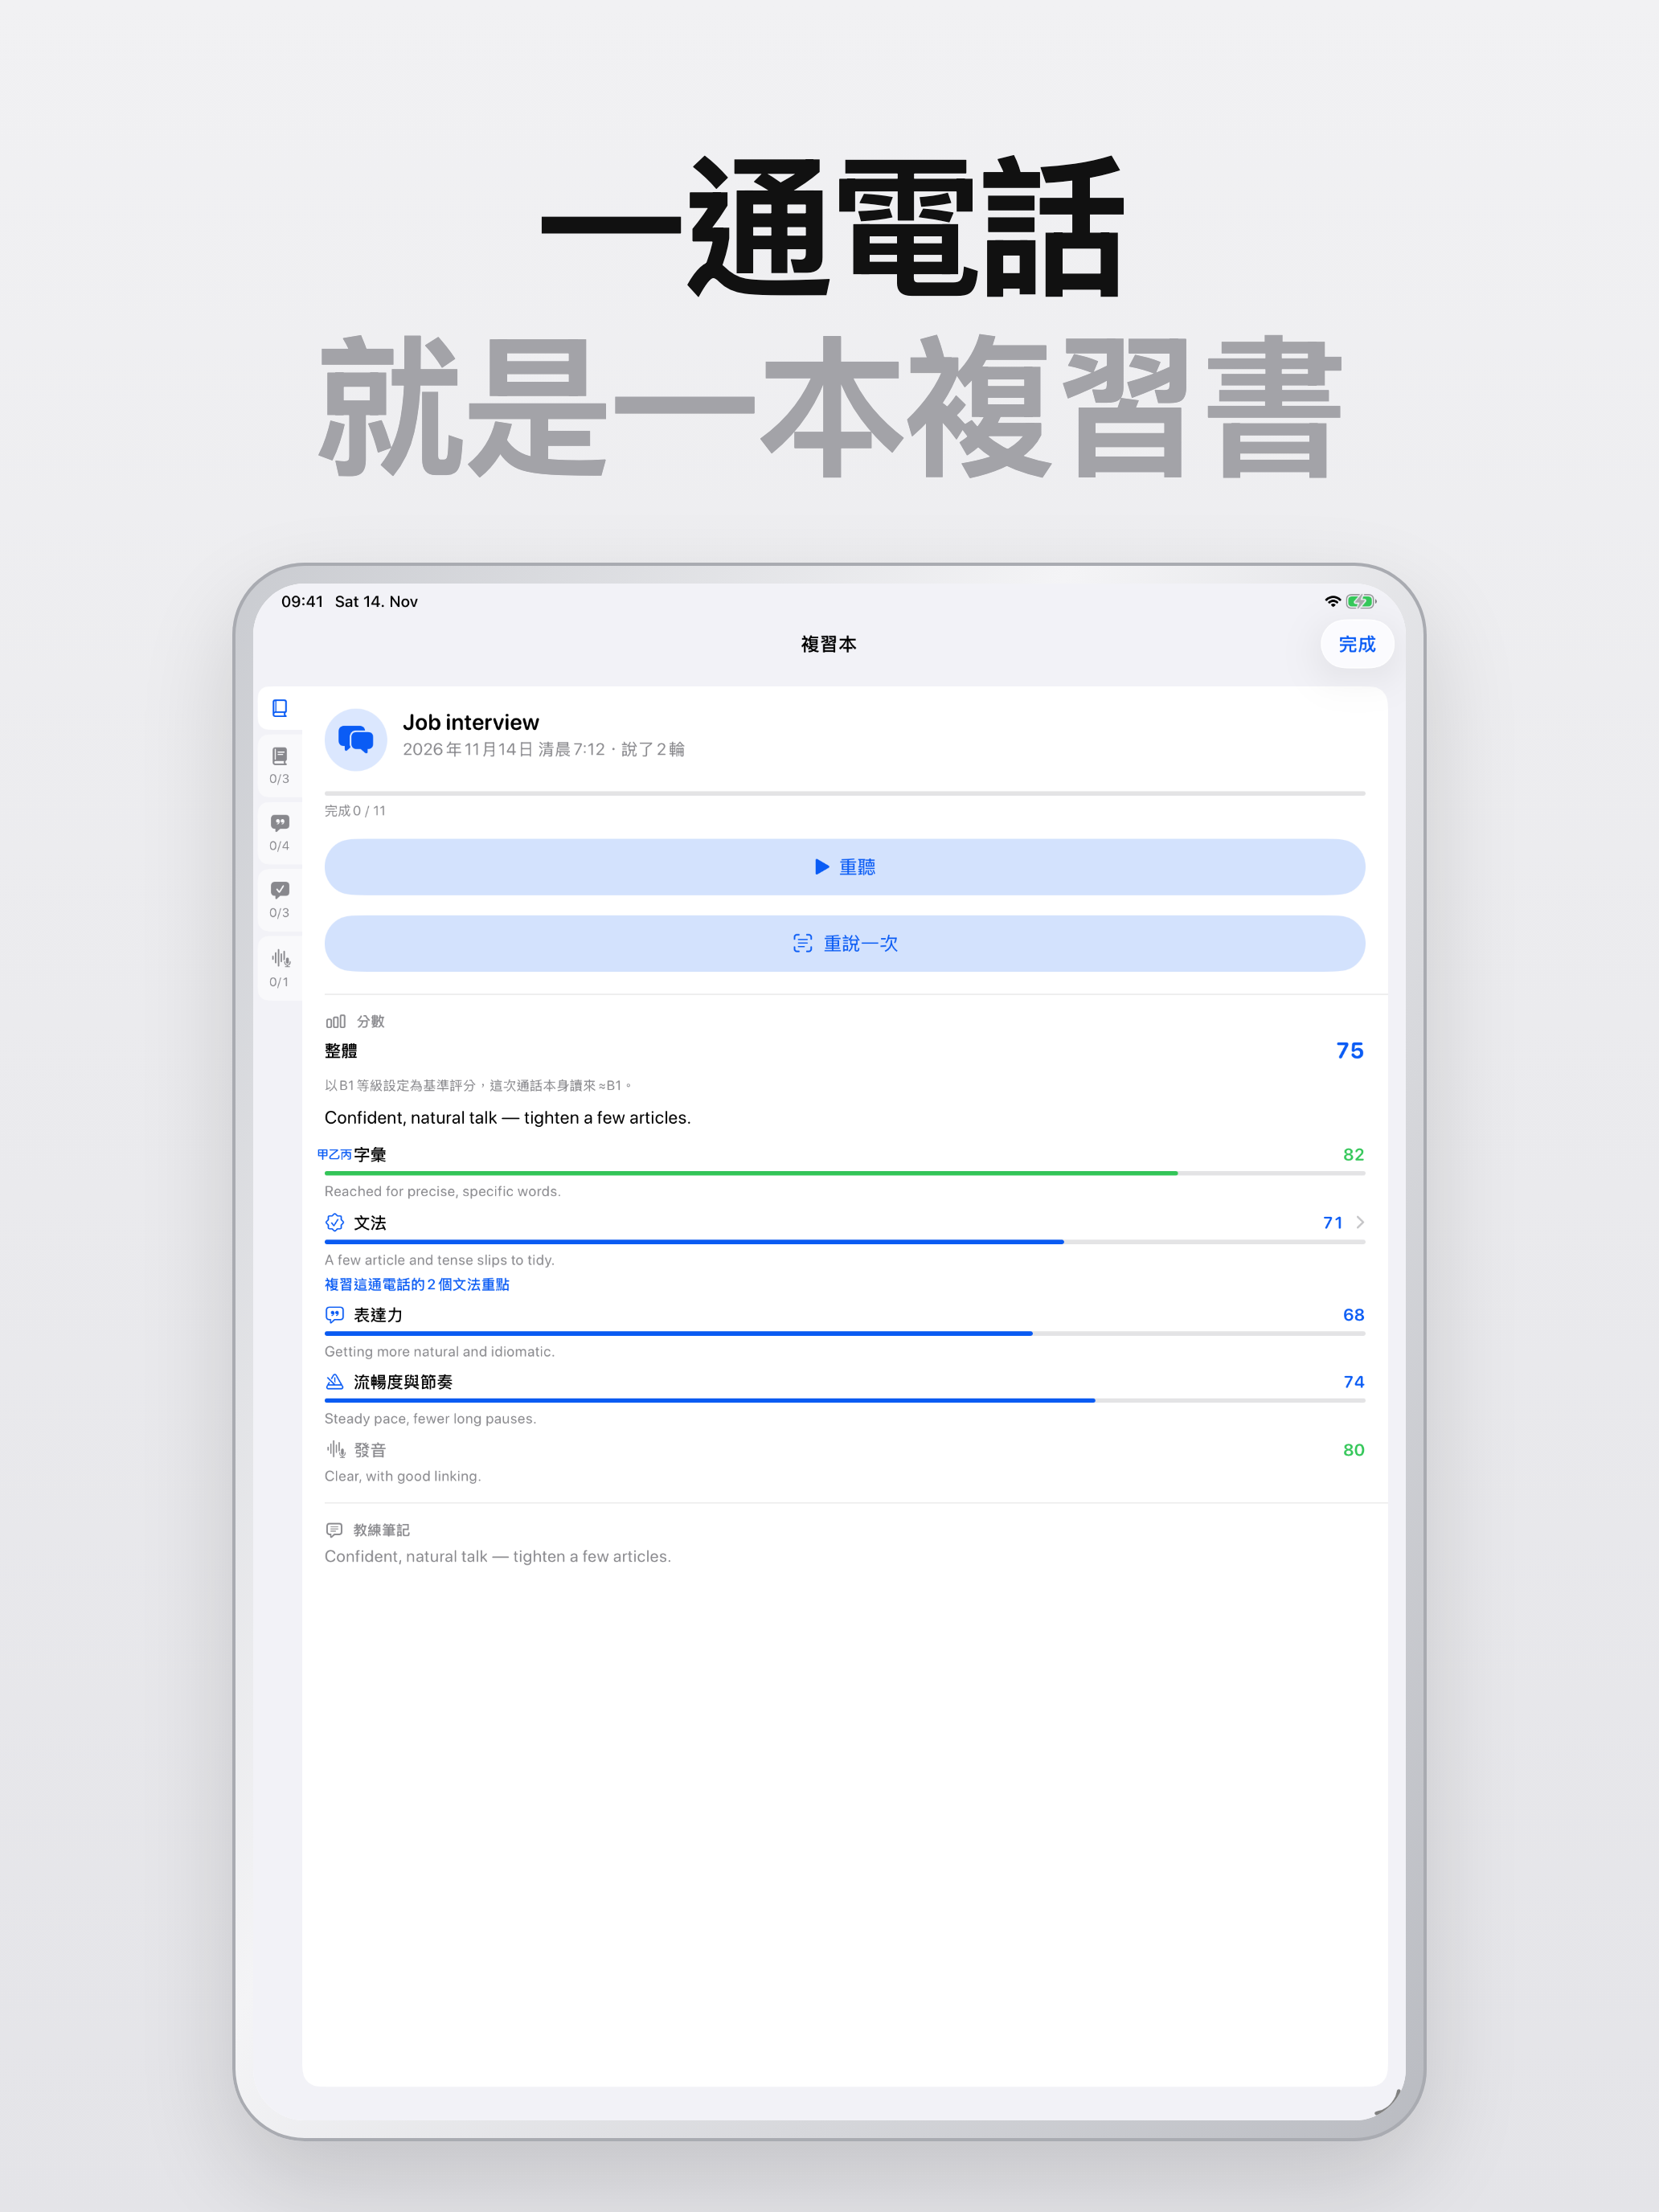 一通電話
就是一本複習書
09:41 Sat 14. Nov
複習本
完成
Job interview
2026年11月14日 清晨7:12 · 說了2輪
0/3
完成0 / 11
0/4
重聽
0/3
重說一次
0/1
分數
整體 75
以B1等級設定為基準評分，這次通話本身讀來≈B1。
Confident, natural talk — tighten a few articles.
甲乙丙 字彙 82
Reached for precise, specific words.
文法 71
A few article and tense slips to tidy.
複習這通電話的2個文法重點
表達力 68
Getting more natural and idiomatic.
流暢度與節奏 74
Steady pace, fewer long pauses.
發音 80
Clear, with good linking.
教練筆記
Confident, natural talk — tighten a few articles.